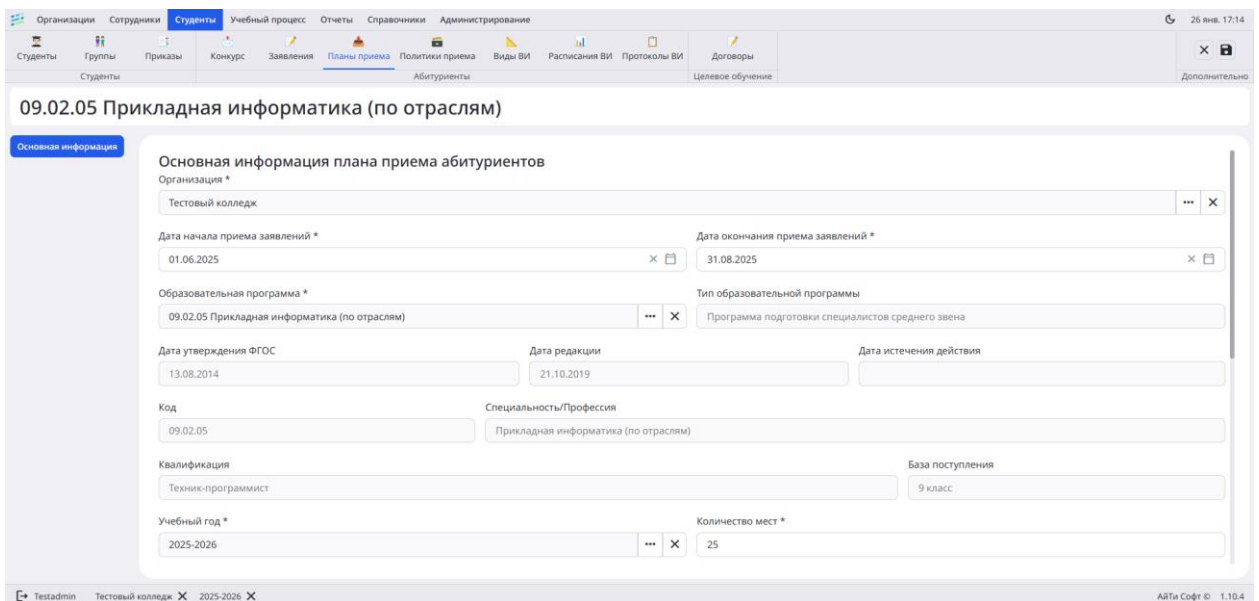 Организации Сотрудники Студенты Учебный процесс Отчеты Справочники Администрирование 26 янв. 17:14
Студенты Группы Приказы Конкурс Заявления Планы приема Политики приема Виды ВИ Расписания ВИ Протоколы ВИ Договоры
Студенты Абитуриенты Целевое обучение Дополнительно
09.02.05 Прикладная информатика (по отраслям)
Основная информация
Основная информация плана приема абитуриентов
Организация *
Тестовый колледж
Дата начала приема заявлений * Дата окончания приема заявлений *
01.06.2025 31.08.2025
Образовательная программа * Тип образовательной программы
09.02.05 Прикладная информатика (по отраслям) Программа подготовки специалистов среднего звена
Дата утверждения ФГОС Дата редакции Дата истечения действия
13.08.2014 21.10.2019
Код Специальность/Профессия
09.02.05 Прикладная информатика (по отраслям)
Квалификация База поступления
Техник-программист 9 класс
Учебный год * Количество мест *
2025-2026 25
Testadmin Тестовый колледж 2025-2026 АйТи Софт © 1.10.4